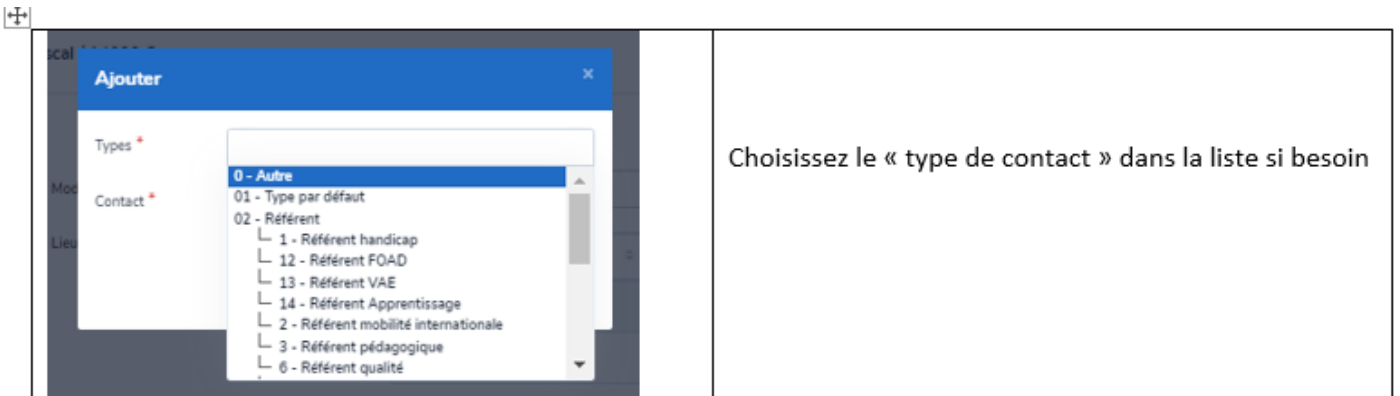 Ajouter ×
Types *
0 - Autre
01 - Type par défaut
02 - Référent
1 - Référent handicap
12 - Référent FOAD
13 - Référent VAE
14 - Référent Apprentissage
2 - Référent mobilité internationale
3 - Référent pédagogique
6 - Référent qualité
Contact *
Lieu
Choisissez le « type de contact » dans la liste si besoin